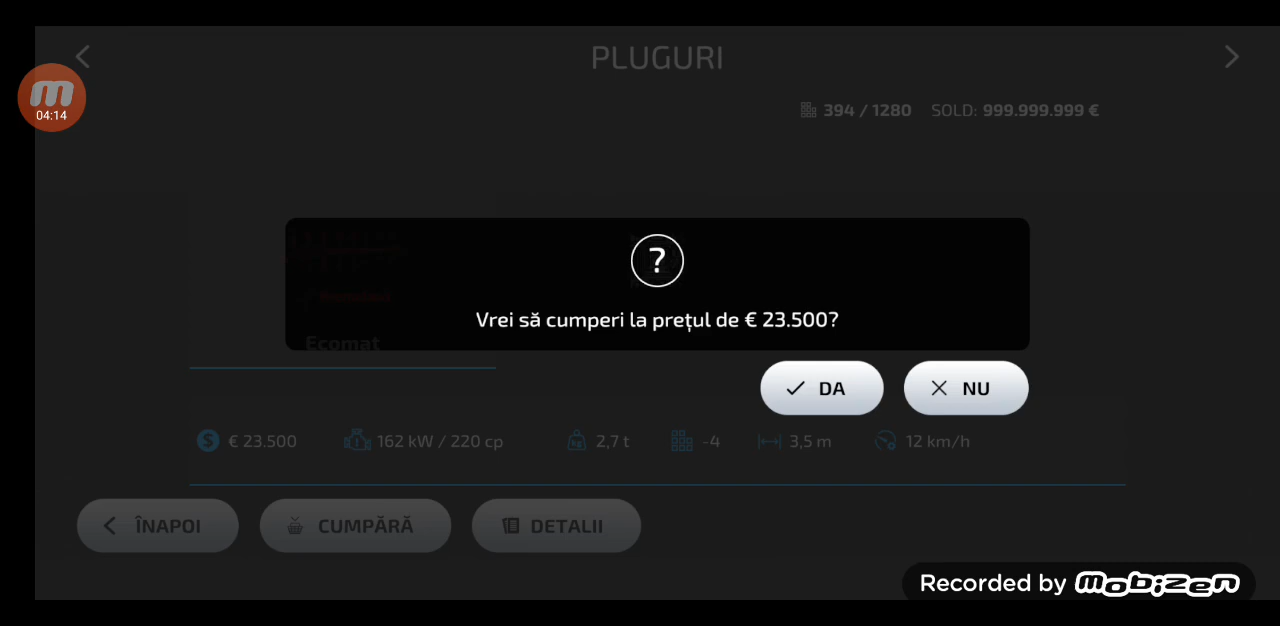 PLUGURI
04:14
394 / 1280 SOLD: 999.999.999 €
?
Vrei să cumperi la prețul de € 23.500?
Ecomat
DA NU
€ 23.500 162 kW / 220 cp kg 2,7 t -4 3,5 m 12 km/h
ÎNAPOI CUMPĂRĂ DETALII
Recorded by mobizen